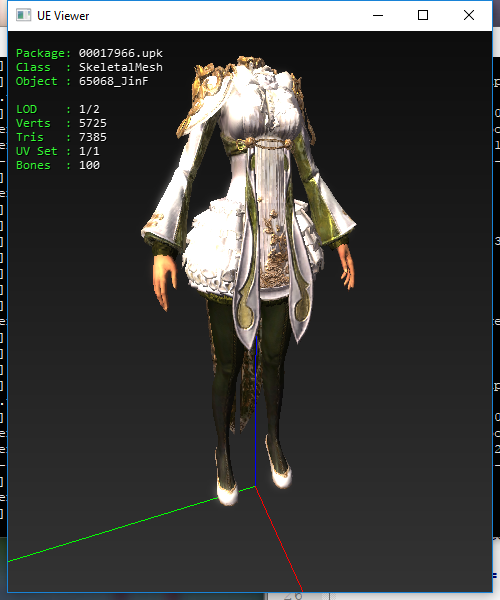 UE Viewer
Package: 00017966.upk
Class : SkeletalMesh
Object : 65068_JinF
LOD : 1/2
Verts : 5725
Tris : 7385
UV Set : 1/1
Bones : 100